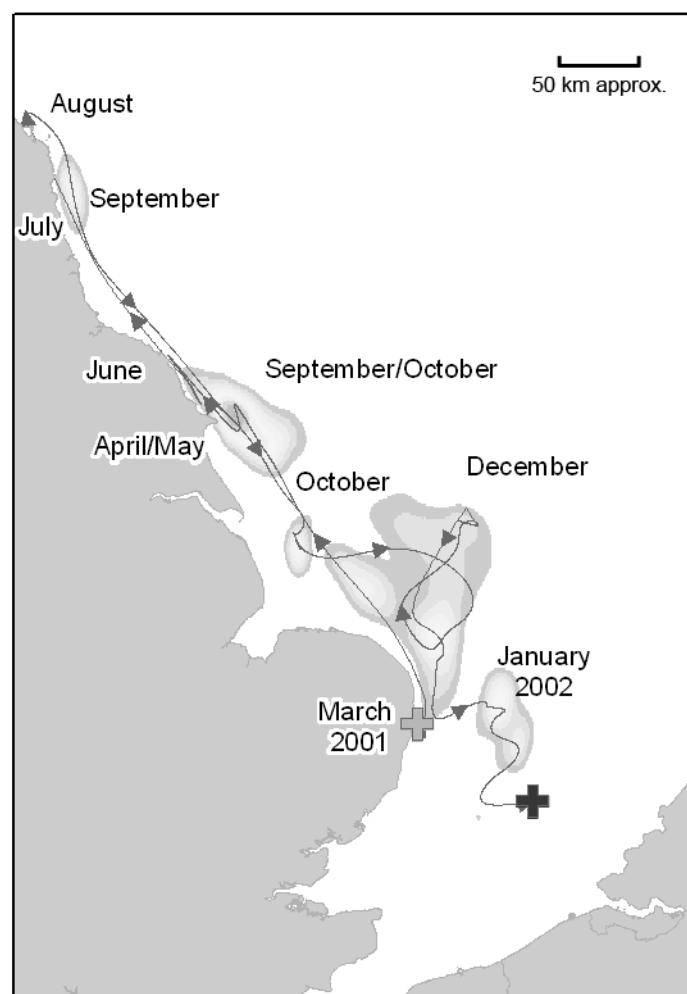 50 km approx.
August
September
July
June
September/October
April/May
October
December
January
2002
March
2001